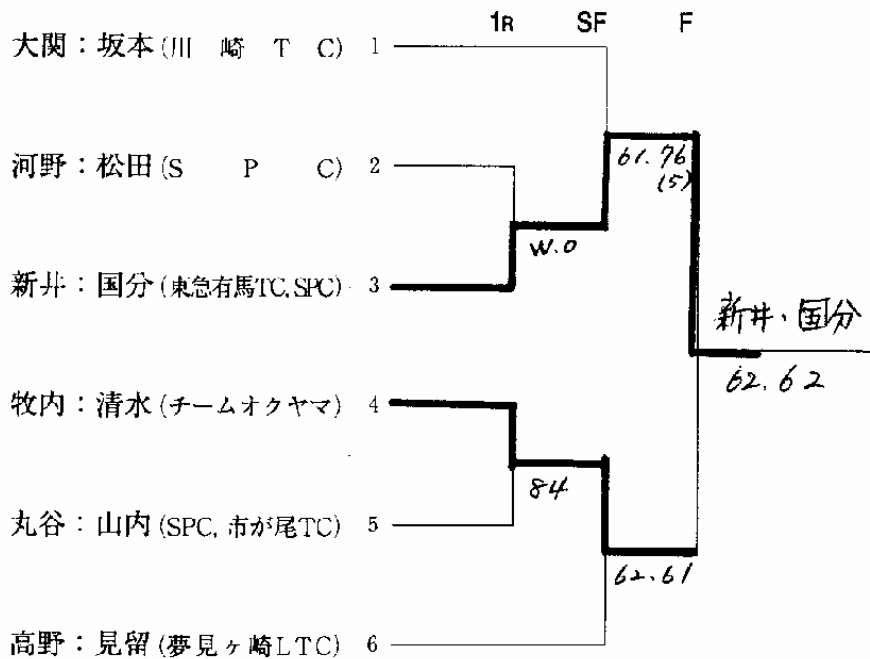 1R SF F
大関：坂本(川崎TC) 1
61.76
(5)
河野：松田(SPC) 2
W.O
新井：国分(東急有馬TC, SPC) 3
新井・国分
62.62
牧内：清水(チームオクヤマ) 4
84
丸谷：山内(SPC, 市が尾TC) 5
62.61
高野：見留(夢見ヶ崎LTC) 6